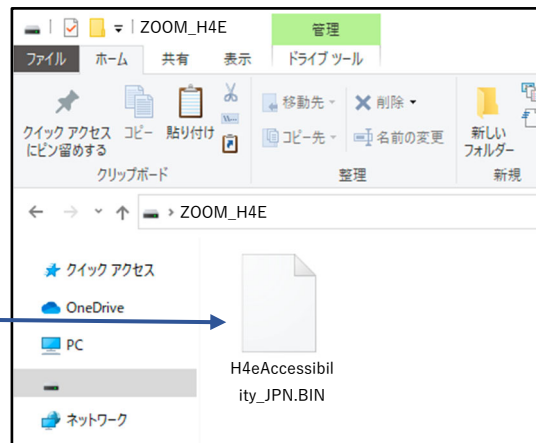 ZOOM_H4E
管理
ファイル ホーム 共有 表示 ドライブ ツール
クイック アクセス
にピン留めする
コピー
貼り付け
移動先
削除
コピー先
名前の変更
新しい
フォルダー
クリップボード
整理
新規
ZOOM_H4E
クイック アクセス
OneDrive
PC
ネットワーク
H4eAccessibil
ity_JPN.BIN